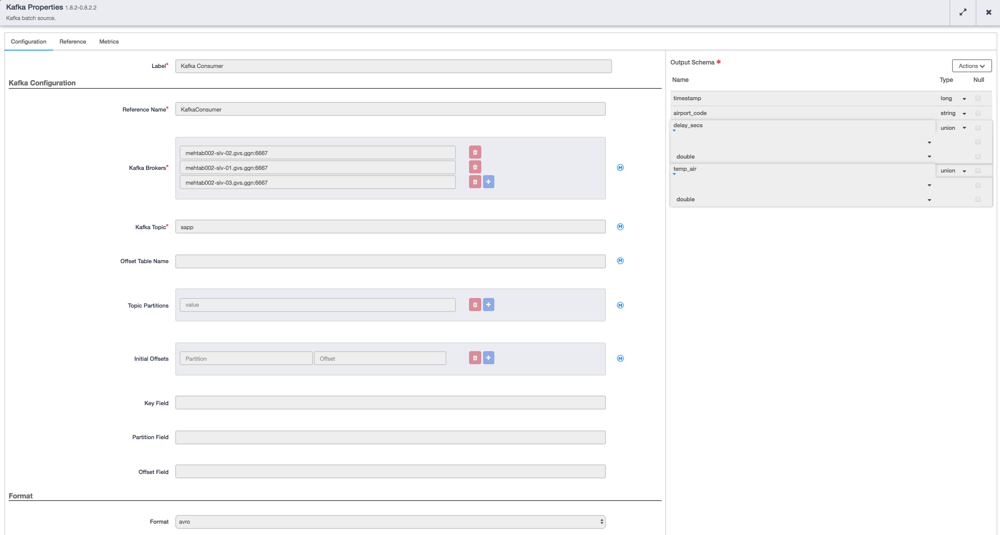 Kafka Properties 1.8.2-0.8.2.2
Kafka batch source.
Configuration Reference Metrics
Label* Kafka Consumer
Kafka Configuration
Reference Name* KafkaConsumer
Kafka Brokers*
mehtab002-slv-02.gvs.ggn:6667
mehtab002-slv-01.gvs.ggn:6667
mehtab002-slv-03.gvs.ggn:6667
M
Kafka Topic* sapp M
Offset Table Name M
Topic Partitions value M
Initial Offsets Partition Offset M
Key Field
Partition Field
Offset Field
Format
Format avro
Output Schema *
Actions
Name Type Null
timestamp long
airport_code string
delay_secs union
double
temp_air union
double